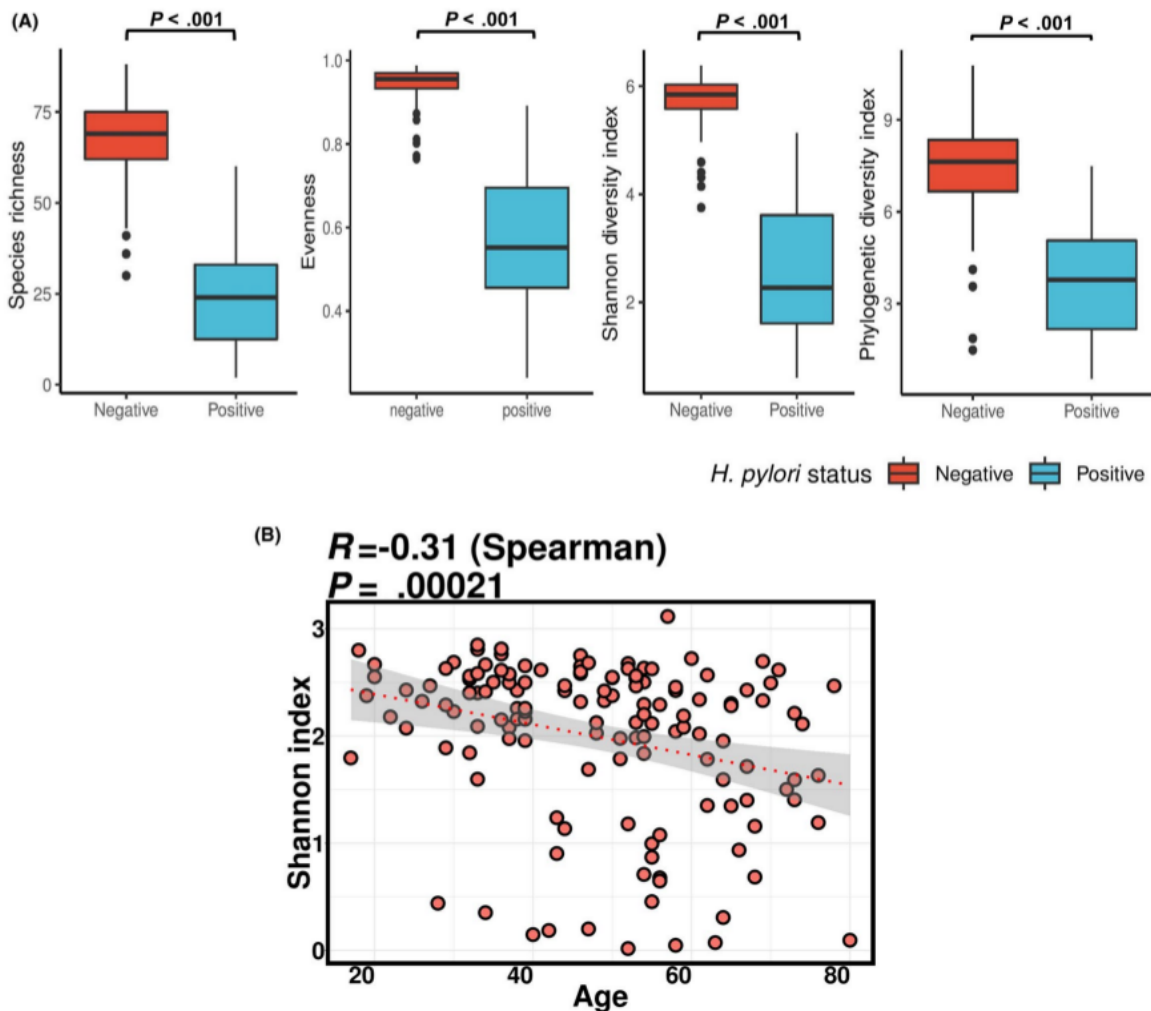 (A)
P < .001
P < .001
P < .001
P < .001
Species richness
75
50
25
0
Negative
Positive
Evenness
1.0
0.8
0.6
0.4
negative
positive
Shannon diversity index
6
4
2
Negative
Positive
Phylogenetic diversity index
9
6
3
Negative
Positive
H. pylori status
Negative
Positive
(B)
R =-0.31 (Spearman)
P = .00021
Shannon index
3
2
1
0
20
40
60
80
Age